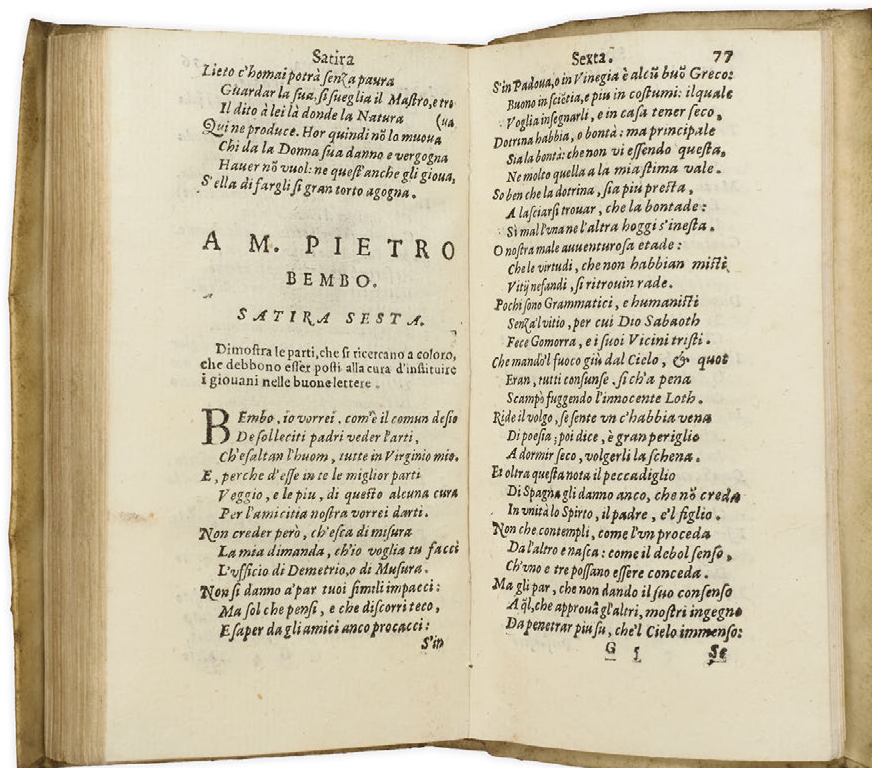 Satira
Lieto c'homai potrà senza paura
Guardar la sua, si sueglia il Mastro, e tro
Il dito à lei là donde la Natura (ua
Qui ne produce. Hor quindi nõ lo muoua
Chi da la Donna sua danno e vergogna
Hauer nõ vuol: ne quest'anche gli gioua,
S'ella di fargli si gran torto agogna.
A M. PIETRO
BEMBO.
SATIRA SESTA.
Dimostra le parti, che si ricercano a coloro,
che debbono esser posti alla cura d'instituire
i giouani nelle buone lettere.
BEmbo, io vorrei, com'è il comun desio
De solleciti padri veder l'arti,
Ch'esaltan l'huom, tutte in Virginio mio.
E, perche d'esse in te le miglior parti
Veggio, e le piu, di questo alcuna cura
Per l'amicitia nostra vorrei darti.
Non creder però, ch'esca di misura
La mia dimanda, ch'io voglia tu facci
L'vfficio di Demetrio, o di Musura.
Non si danno a' par tuoi simili impacci:
Ma sol che pensi, e che discorri teco,
E saper da gli amici anco procacci:
S'in
Sexta. 77
S'in Padoua, o in Vinegia è alcũ buõ Greco:
Buono in sciẽtia, e piu in costumi: il quale
Voglia insegnarli, e in casa tener seco,
Dotrina habbia, o bontà: ma principale
Sia la bontà: che non vi essendo questa,
Ne molto quella a la mia stima vale.
So ben che la dotrina, sia piu presta,
A lasciarsi trouar, che la bontade:
Sì mal l'vna ne l'altra hoggi s'inesta.
O nostra male auuenturosa etade:
Che le virtudi, che non habbian misti
Vitij nefandi, si ritrouin rade.
Pochi sono Grammatici, e humanisti
Senza'l vitio, per cui Dio Sabaoth
Fece Gomorra, e i suoi Vicini tristi.
Che mandò'l fuoco giù dal Cielo, & quot
Eran, tutti consunse, si ch'a pena
Scampò fuggendo l'innocente Loth.
Ride il volgo, se sente vn c'habbia vena
Di poesia; poi dice, è gran periglio
A dormir seco, volgerli la schena.
Et oltra questa nota il peccadiglio
Di Spagna gli danno anco, che nõ creda
In vnità lo Spirto, il padre, e'l figlio.
Non che contempli, come l'vn proceda
Da l'altro e nasca: come il debol senso,
Ch'vno e tre possano essere conceda.
Ma gli par, che non dando il suo consenso
A q̃l, che approuã gl'altri, mostri ingegno
Da penetrar piu su, che'l Cielo immenso:
G 5 Se